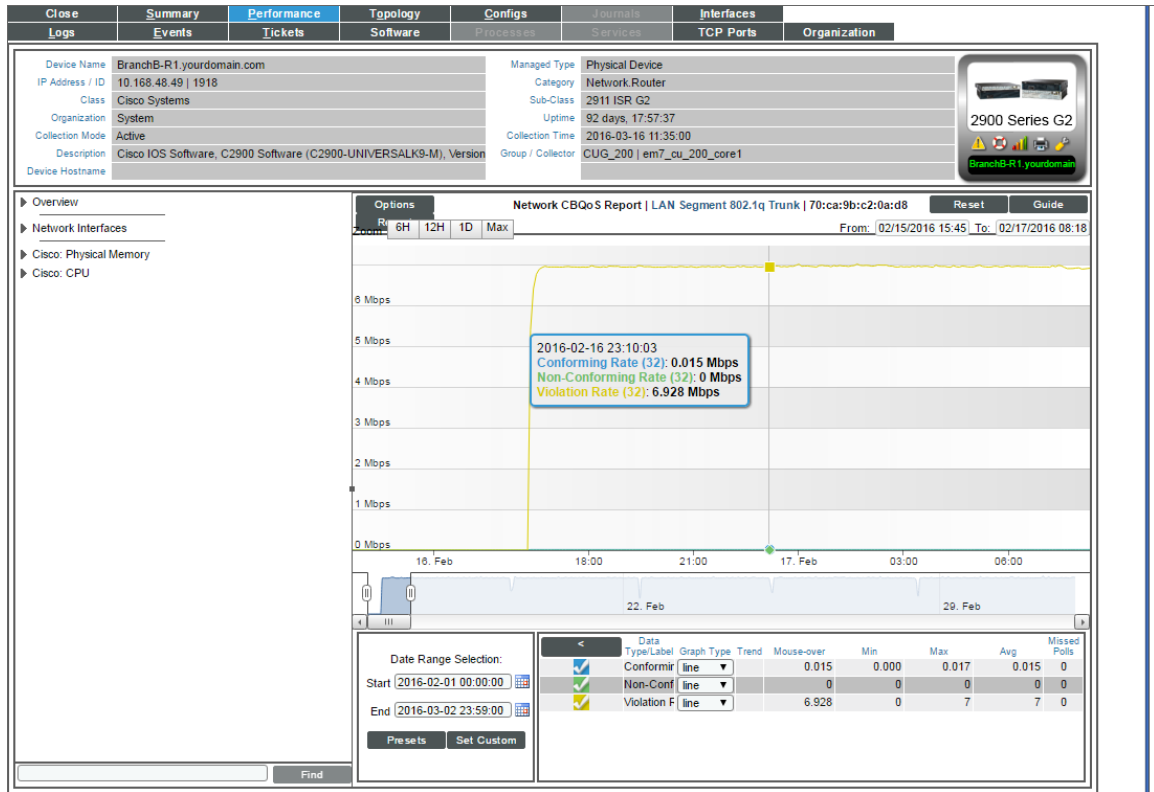 Close Summary Performance Topology Configs Journals Interfaces
Logs Events Tickets Software Processes Services TCP Ports Organization
Device Name BranchB-R1.yourdomain.com Managed Type Physical Device
IP Address / ID 10.168.48.49 | 1918 Category Network.Router
Class Cisco Systems Sub-Class 2911 ISR G2
Organization System Uptime 92 days, 17:57:37
Collection Mode Active Collection Time 2016-03-16 11:35:00
Description Cisco IOS Software, C2900 Software (C2900-UNIVERSALK9-M), Version Group / Collector CUG_200 | em7_cu_200_core1
Device Hostname
2900 Series G2
BranchB-R1.yourdomain
Overview
Network Interfaces
Cisco: Physical Memory
Cisco: CPU
Find
Options Network CBQoS Report | LAN Segment 802.1q Trunk | 70:ca:9b:c2:0a:d8 Reset Guide
Zoom 6H 12H 1D Max From: 02/15/2016 15:45 To: 02/17/2016 08:18
6 Mbps
5 Mbps
4 Mbps
3 Mbps
2 Mbps
1 Mbps
0 Mbps
2016-02-16 23:10:03
Conforming Rate (32): 0.015 Mbps
Non-Conforming Rate (32): 0 Mbps
Violation Rate (32): 6.928 Mbps
16. Feb 18:00 21:00 17. Feb 03:00 06:00
22. Feb 29. Feb
Date Range Selection:
Start 2016-02-01 00:00:00
End 2016-03-02 23:59:00
Presets Set Custom
< Data Type/Label Graph Type Trend Mouse-over Min Max Avg Missed Polls
Conformir line 0.015 0.000 0.017 0.015 0
Non-Conf line 0 0 0 0 0
Violation F line 6.928 0 7 7 0